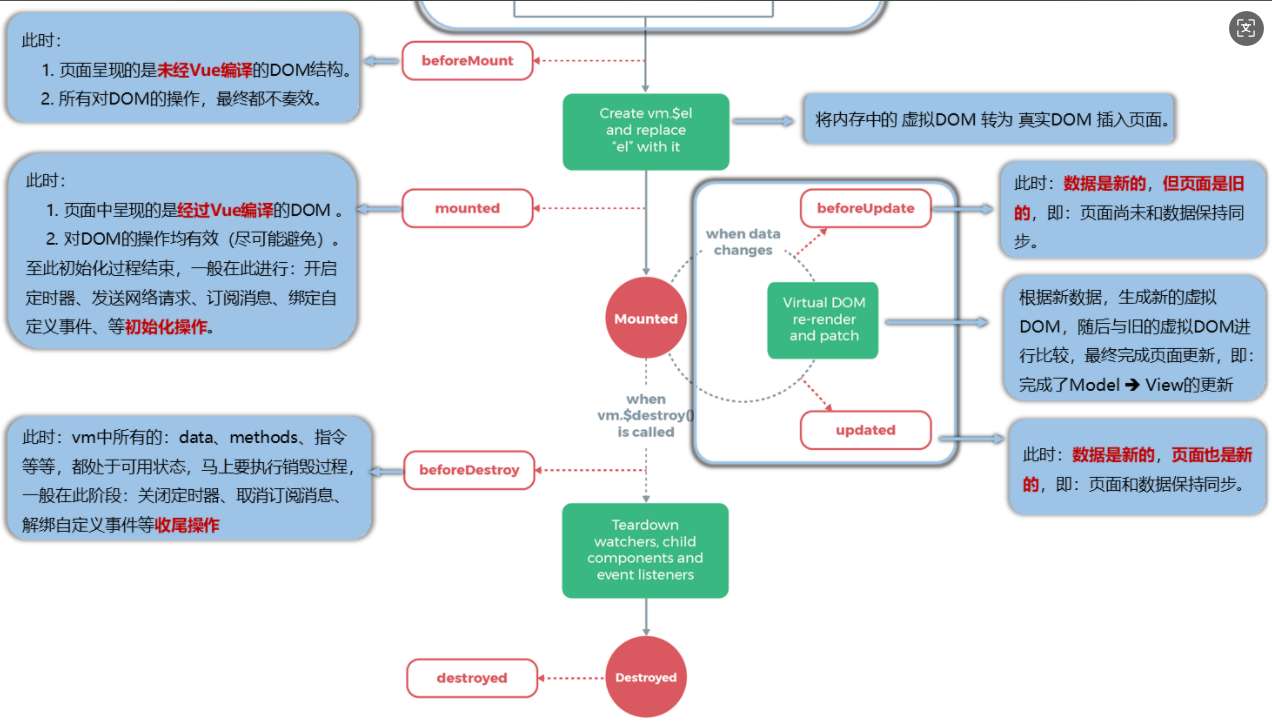 此时：
1. 页面呈现的是未经Vue编译的DOM结构。
2. 所有对DOM的操作，最终都不奏效。
beforeMount
Create vm.$el
and replace
“el” with it
将内存中的 虚拟DOM 转为 真实DOM 插入页面。
此时：
1. 页面中呈现的是经过Vue编译的DOM 。
2. 对DOM的操作均有效（尽可能避免）。
至此初始化过程结束，一般在此进行：开启
定时器、发送网络请求、订阅消息、绑定自
定义事件、等初始化操作。
mounted
Mounted
when data
changes
beforeUpdate
此时：数据是新的，但页面是旧
的，即：页面尚未和数据保持同
步。
Virtual DOM
re-render
and patch
根据新数据，生成新的虚拟
DOM，随后与旧的虚拟DOM进
行比较，最终完成页面更新，即：
完成了Model ➔ View的更新
updated
此时：数据是新的，页面也是新
的，即：页面和数据保持同步。
when
vm.$destroy()
is called
此时：vm中所有的：data、methods、指令
等等，都处于可用状态，马上要执行销毁过程，
一般在此阶段：关闭定时器、取消订阅消息、
解绑自定义事件等收尾操作
beforeDestroy
Teardown
watchers, child
components and
event listeners
destroyed
Destroyed